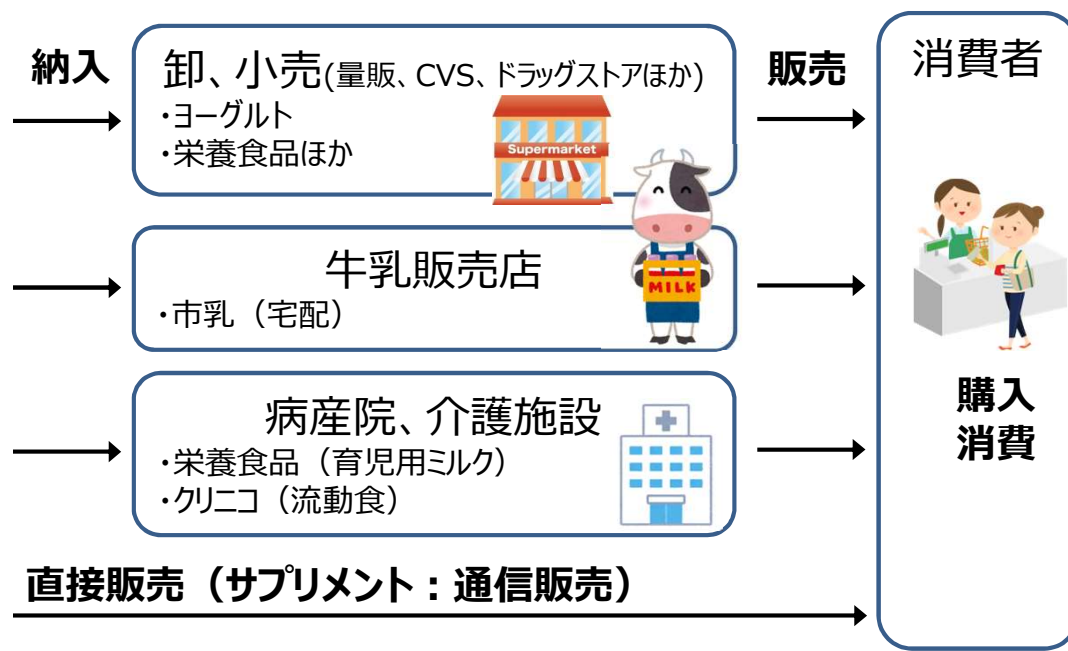 納入
卸、小売(量販、CVS、ドラッグストアほか)
・ヨーグルト
・栄養食品ほか
Supermarket
販売
消費者
牛乳販売店
・市乳（宅配）
MILK
病産院、介護施設
・栄養食品（育児用ミルク）
・クリニコ（流動食）
購入
消費
直接販売（サプリメント：通信販売）